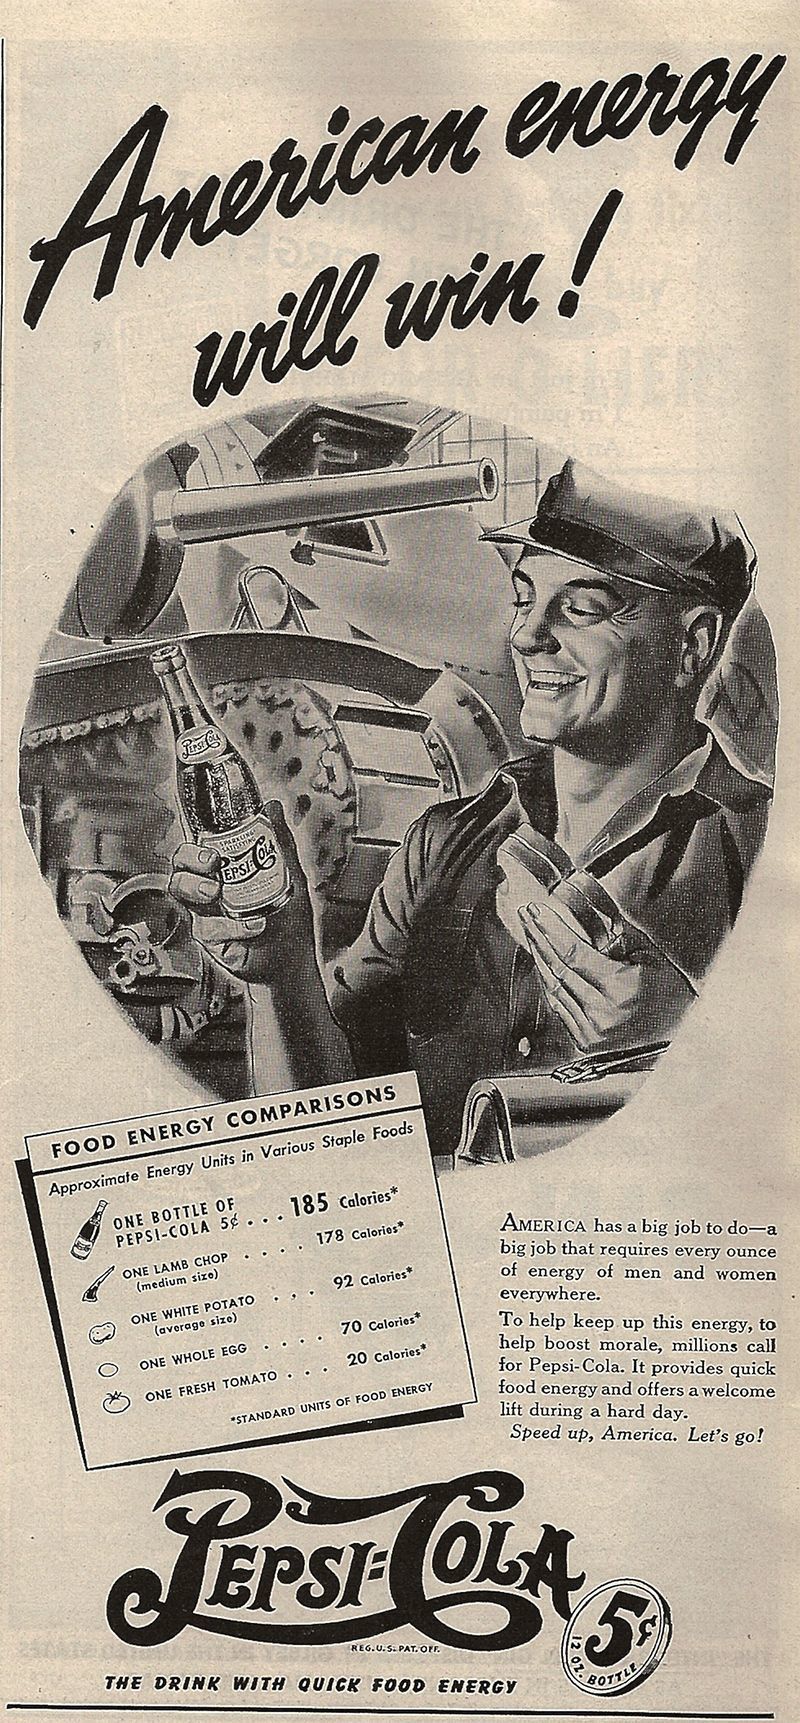 American energy
will win!
PEPSI-COLA
SPARKLING
SATISFYING
PEPSI-COLA
FOOD ENERGY COMPARISONS
Approximate Energy Units in Various Staple Foods
ONE BOTTLE OF
PEPSI-COLA 5¢ . . . 185 Calories*
ONE LAMB CHOP . . . . 178 Calories*
(medium size)
ONE WHITE POTATO . . . 92 Calories*
(average size)
ONE WHOLE EGG . . . . 70 Calories*
ONE FRESH TOMATO . . . 20 Calories*
*STANDARD UNITS OF FOOD ENERGY
AMERICA has a big job to do—a
big job that requires every ounce
of energy of men and women
everywhere.
To help keep up this energy, to
help boost morale, millions call
for Pepsi-Cola. It provides quick
food energy and offers a welcome
lift during a hard day.
Speed up, America. Let's go!
PEPSI=COLA
REG. U.S. PAT. OFF.
5¢
12 OZ. BOTTLE
THE DRINK WITH QUICK FOOD ENERGY